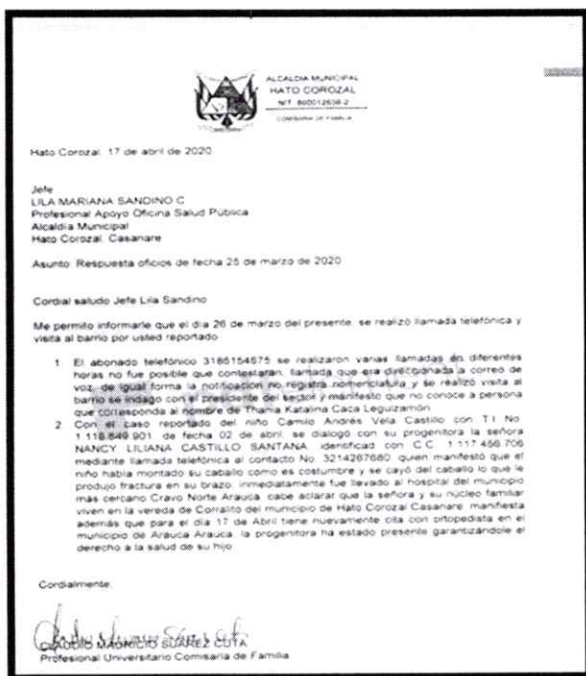 ALCALDIA MUNICIPAL
HATO COROZAL
NIT. 800012638-2
COMISARIA DE FAMILIA
Hato Corozal, 17 de abril de 2020
Jefe
LILA MARIANA SANDINO C
Profesional Apoyo Oficina Salud Pública
Alcaldía Municipal
Hato Corozal, Casanare
Asunto: Respuesta oficios de fecha 25 de marzo de 2020
Cordial saludo Jefe Lila Sandino
Me permito informarle que el día 26 de marzo del presente, se realizó llamada telefónica y
visita al barrio por usted reportado
1 El abonado telefónico 3186154875 se realizaron varias llamadas en diferentes
horas no fue posible que contestaran, llamada que era direccionada a correo de
voz, de igual forma la notificación no registra nomenclatura y se realizó visita al
barrio se indago con el presidente del sector y manifiesto que no conoce a persona
que corresponda al nombre de Thania Katalina Caca Leguizamón
2 Con el caso reportado del niño Camilo Andrés Vela Castillo con T.I No.
1.118.649.901 de fecha 02 de abril, se dialogó con su progenitora la señora
NANCY LILIANA CASTILLO SANTANA identificad con C.C 1.117.456.706
mediante llamada telefónica al contacto No. 3214267680 quien manifestó que el
niño había montado su caballo como es costumbre y se cayó del caballo lo que le
produjo fractura en su brazo, inmediatamente fue llevado al hospital del municipio
más cercano Cravo Norte Arauca, cabe aclarar que la señora y su núcleo familiar
viven en la vereda de Corralito del municipio de Hato Corozal Casanare, manifiesta
además que para el día 17 de Abril tiene nuevamente cita con ortopedista en el
municipio de Arauca Arauca, la progenitora ha estado presente garantizándole el
derecho a la salud de su hijo
Cordialmente,
CLAUDIO MAURICIO SUAREZ CUTA
Profesional Universitario Comisaria de Familia